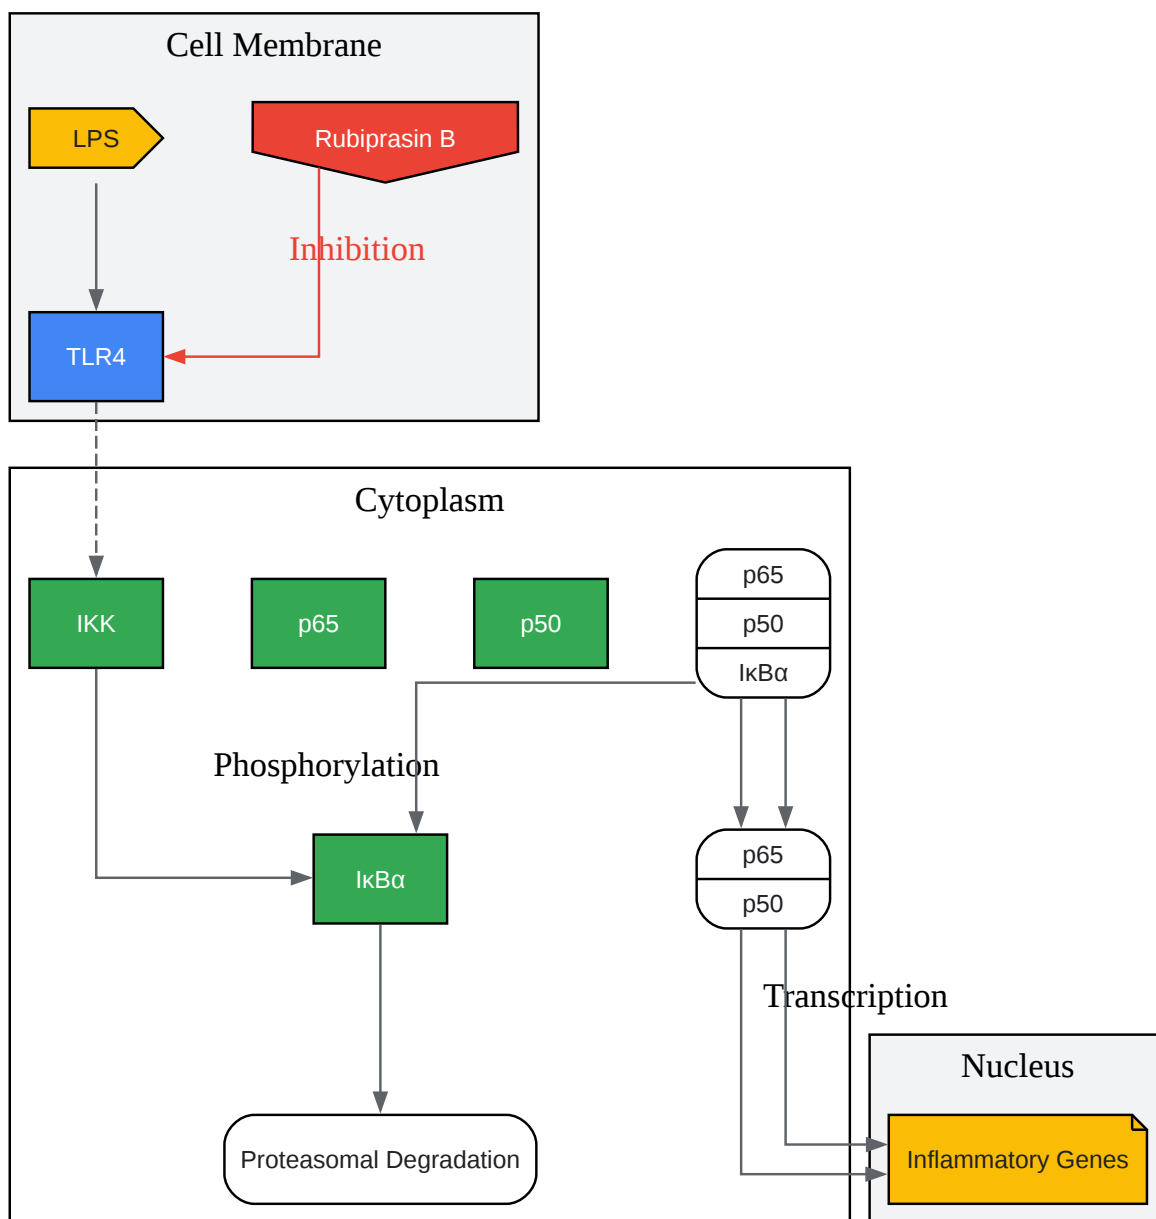 Cell Membrane
LPS
Rubiprasin B
Inhibition
TLR4
Cytoplasm
IKK
p65
p50
p65
p50
IκBα
Phosphorylation
IκBα
p65
p50
Transcription
Nucleus
Proteasomal Degradation
Inflammatory Genes